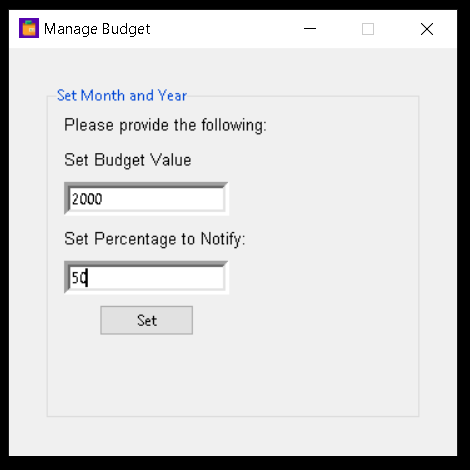 Manage Budget
Set Month and Year
Please provide the following:
Set Budget Value
2000
Set Percentage to Notify:
50
Set